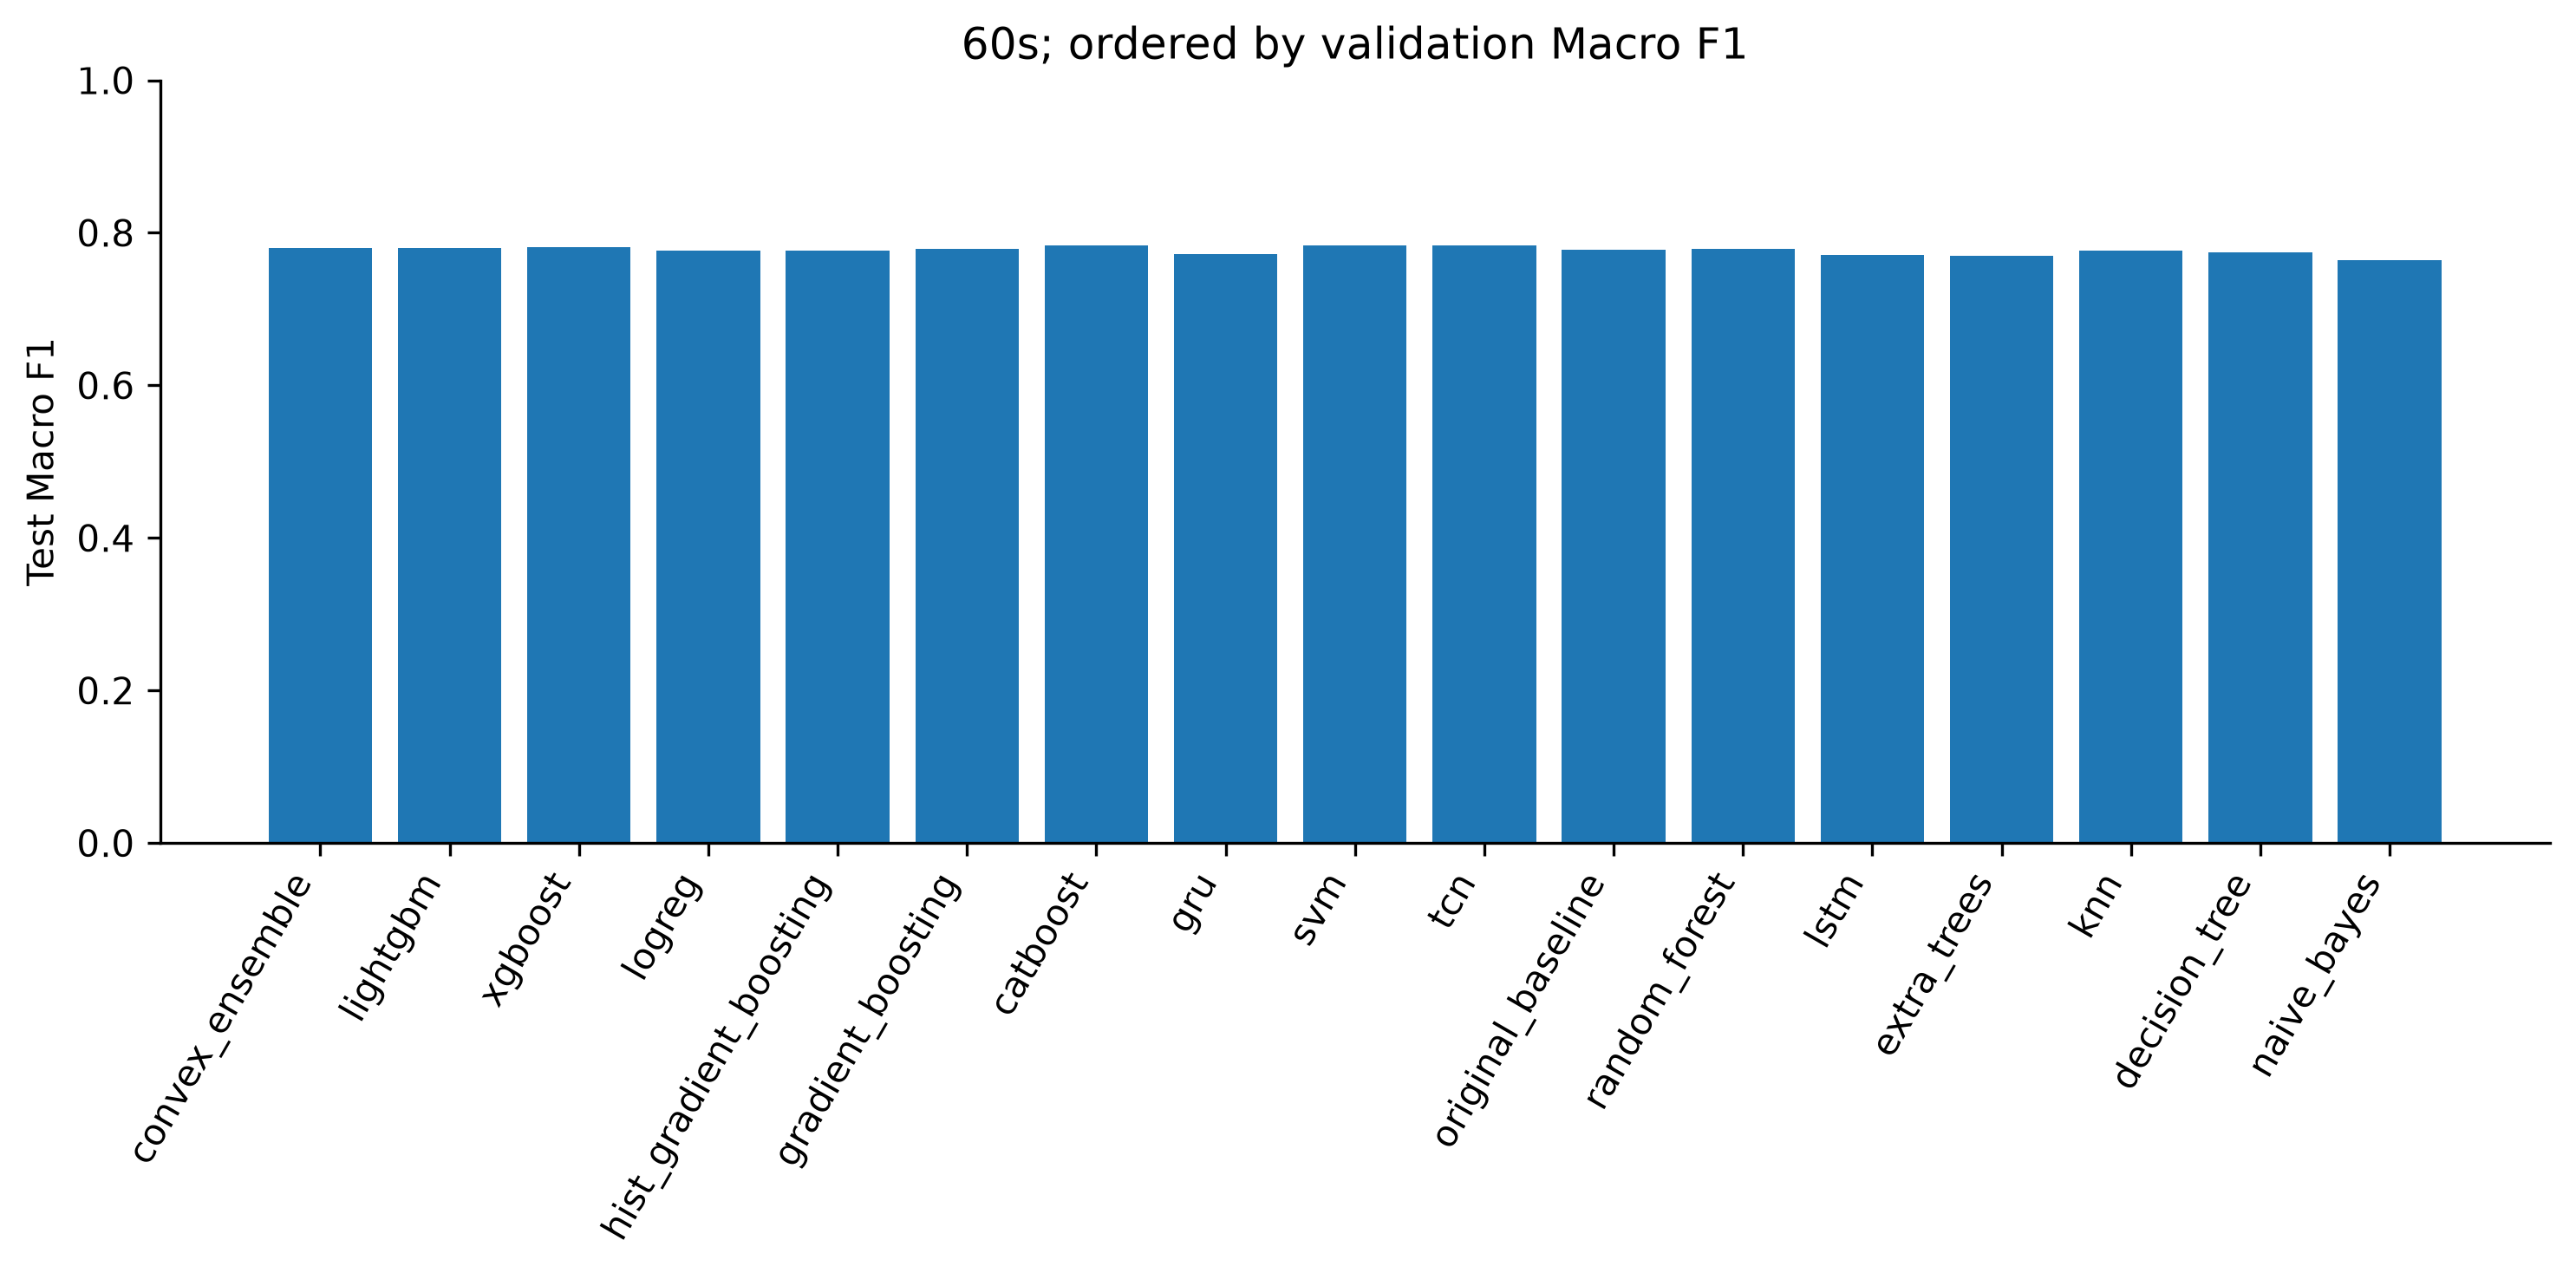 60s; ordered by validation Macro F1
Test Macro F1
1.0
0.8
0.6
0.4
0.2
0.0
convex_ensemble
lightgbm
xgboost
logreg
hist_gradient_boosting
gradient_boosting
catboost
gru
svm
tcn
original_baseline
random_forest
lstm
extra_trees
knn
decision_tree
naive_bayes